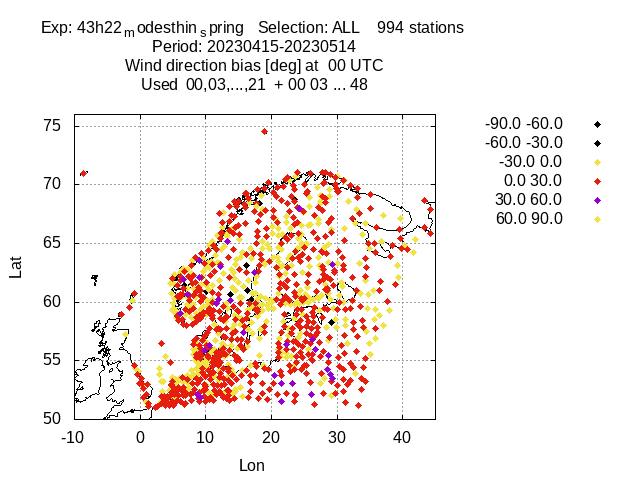 Exp: 43h22modesthinspring Selection: ALL 994 stations
Period: 20230415-20230514
Wind direction bias [deg] at 00 UTC
Used 00,03,...,21 + 00 03 ... 48
-90.0 -60.0
-60.0 -30.0
-30.0 0.0
0.0 30.0
30.0 60.0
60.0 90.0
75
70
65
60
55
50
Lat
-10 0 10 20 30 40
Lon